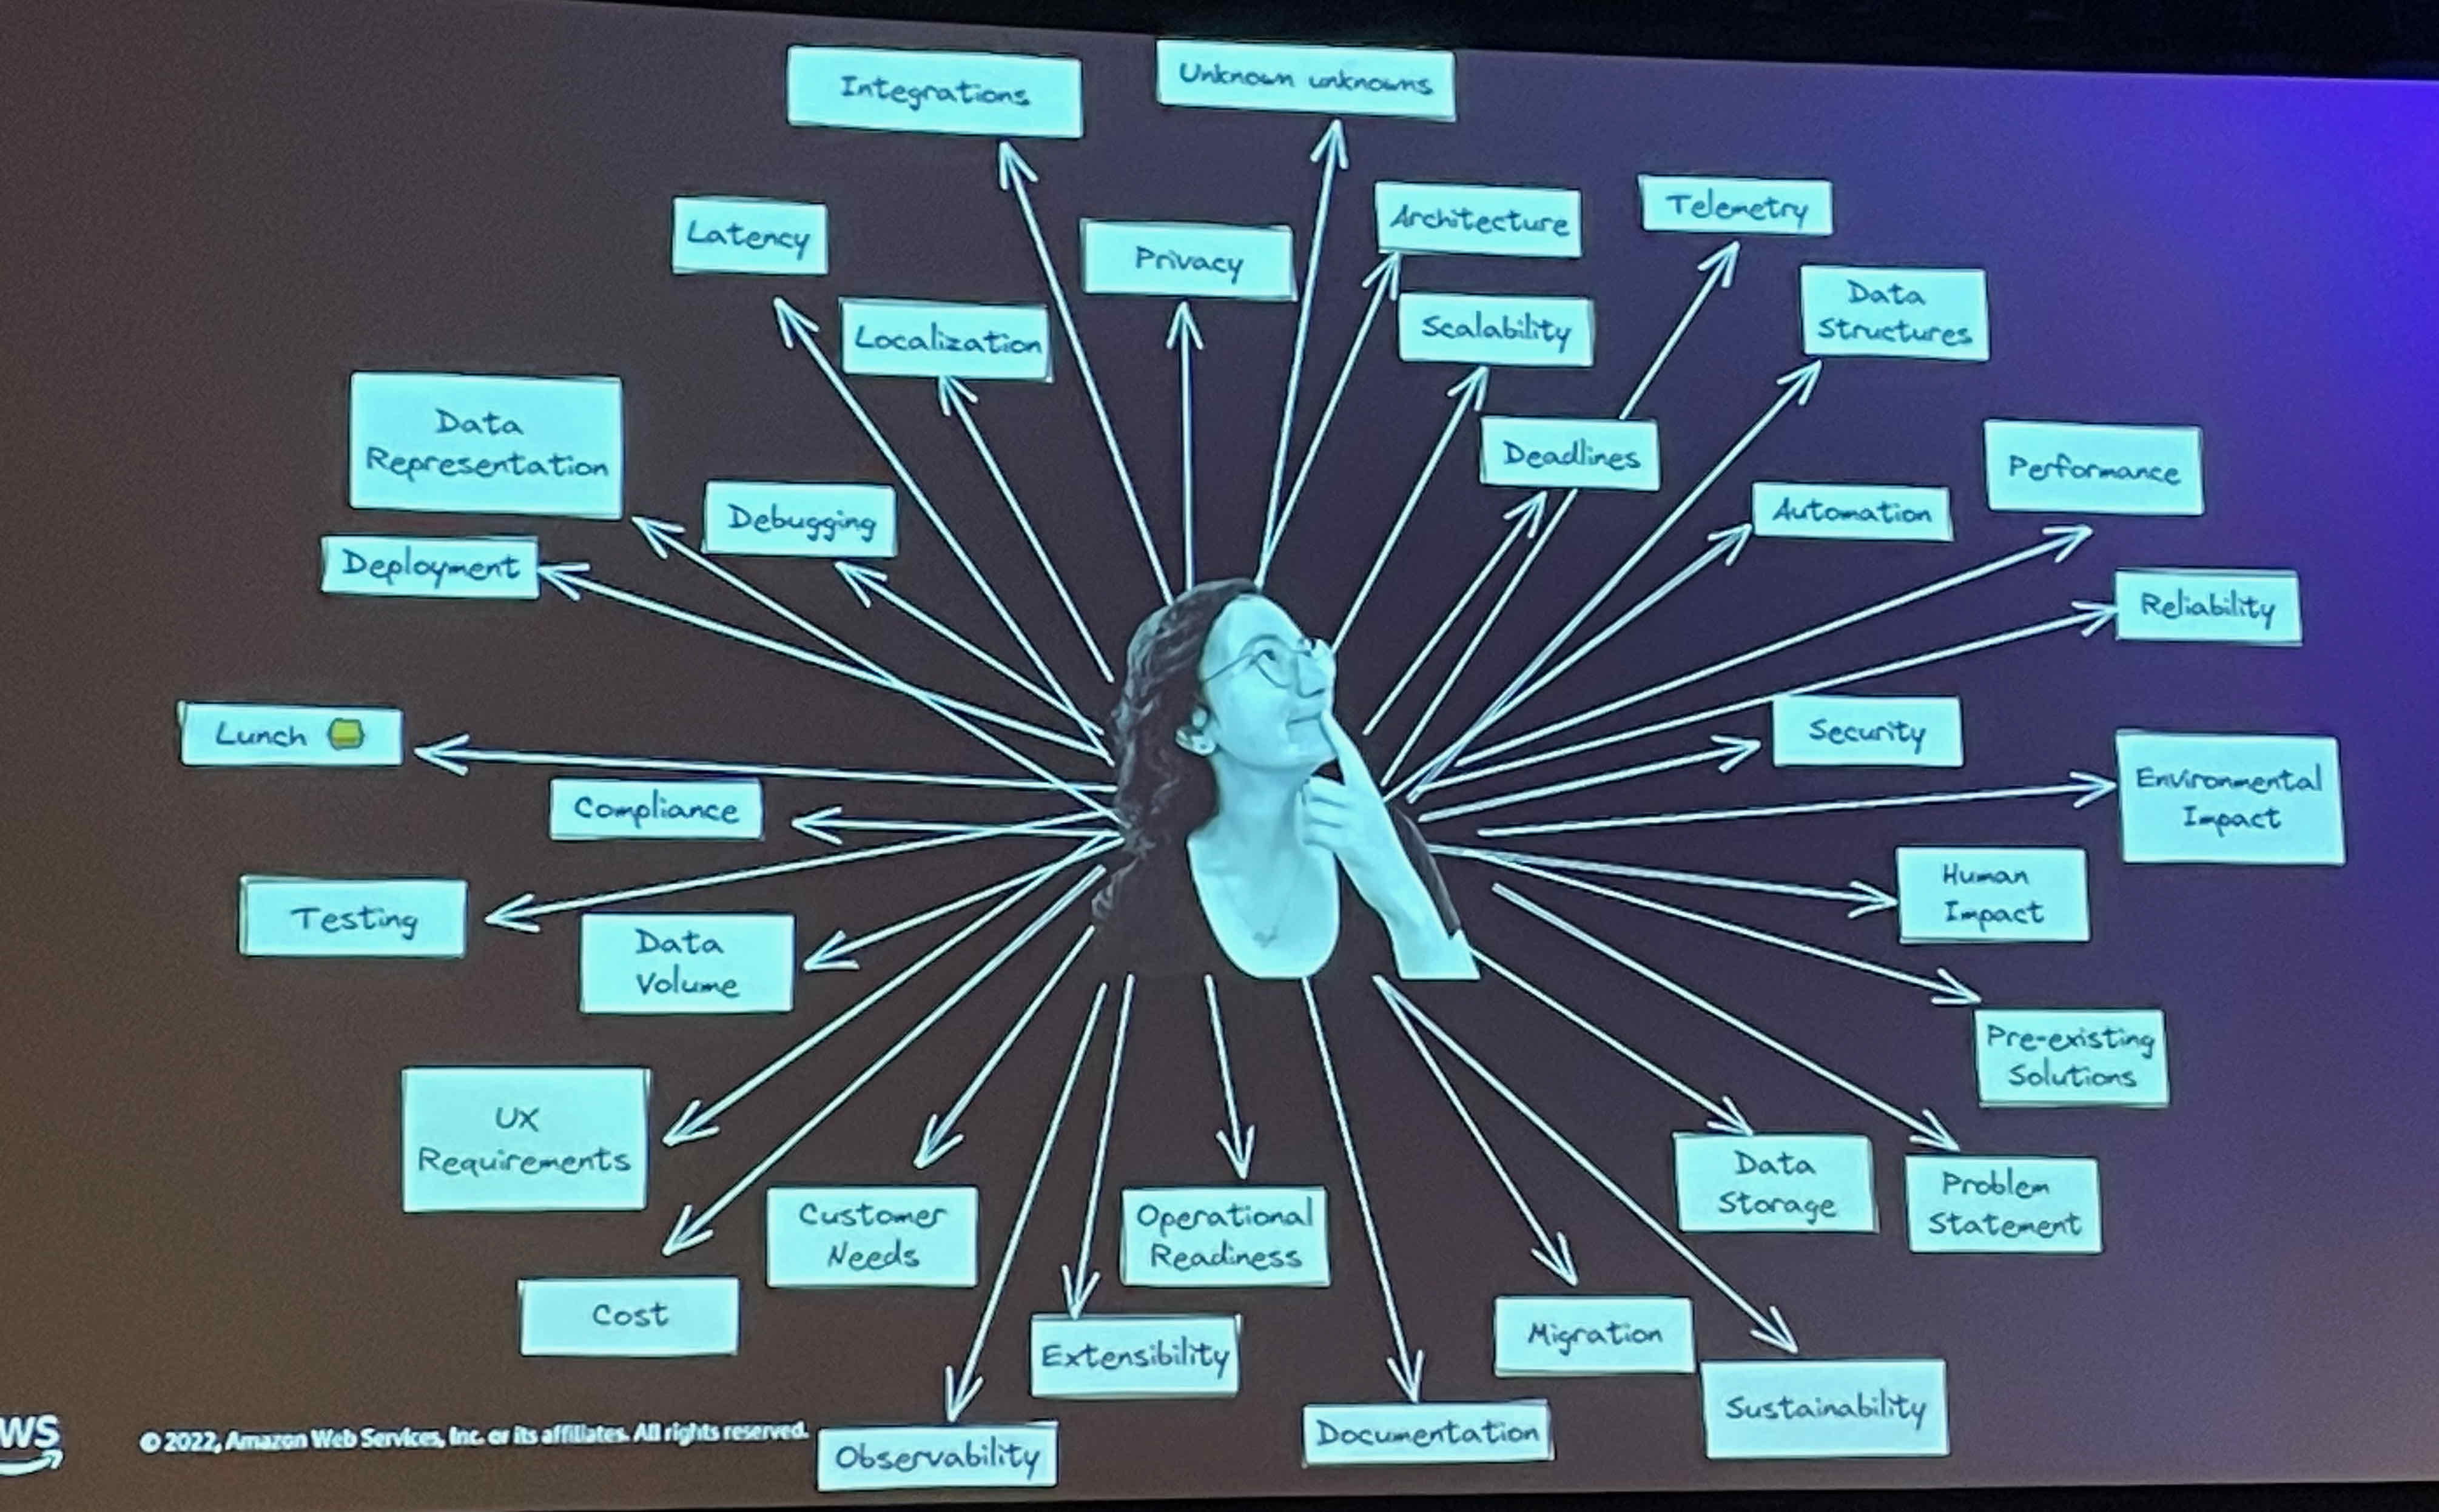 Integrations
Unknown unknowns
Latency
Privacy
Architecture
Telemetry
Localization
Scalability
Data
Structures
Data
Representation
Debugging
Deadlines
Automation
Performance
Deployment
Reliability
Lunch
Security
Compliance
Environmental
Impact
Testing
Data
Volume
Human
Impact
Pre-existing
Solutions
UX
Requirements
Customer
Needs
Operational
Readiness
Data
Storage
Problem
Statement
Cost
Extensibility
Migration
Sustainability
Observability
Documentation
ws
© 2022, Amazon Web Services, Inc. or its affiliates. All rights reserved.